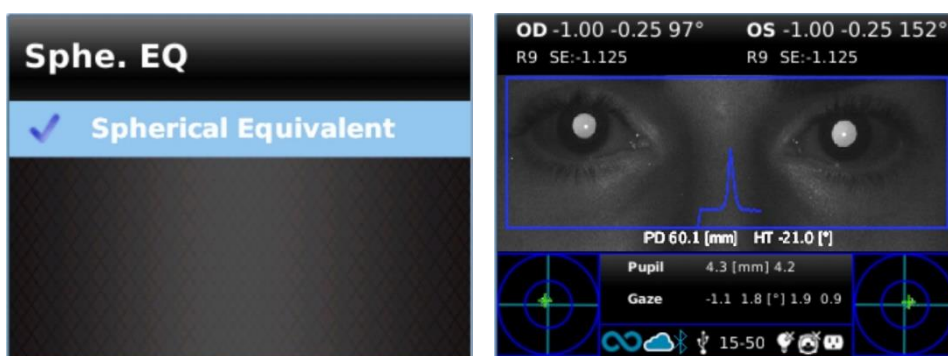 Sphe. EQ
Spherical Equivalent
OD -1.00 -0.25 97° OS -1.00 -0.25 152°
R9 SE:-1.125 R9 SE:-1.125
PD 60.1 [mm] HT -21.0 [°]
Pupil 4.3 [mm] 4.2
Gaze -1.1 1.8 [°] 1.9 0.9
15-50